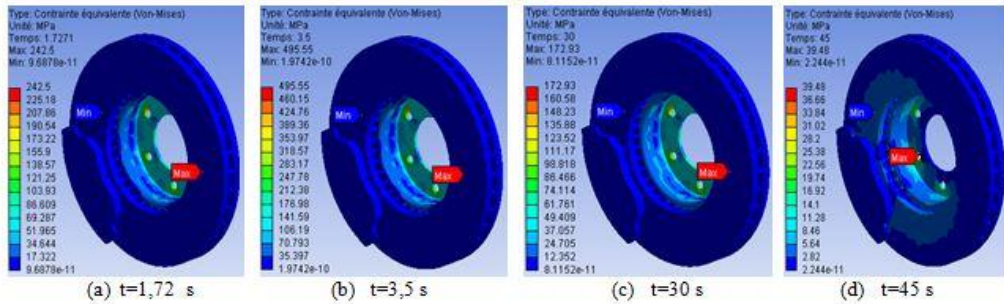 Type: Contrainte équivalente (Von-Mises)
Unité: MPa
Temps: 1.7271
Max: 242.5
Min: 9.6878e-11
242.5
225.18
207.86
190.54
173.22
155.9
138.57
121.25
103.93
86.609
69.287
51.965
34.644
17.322
9.6878e-11
Min
Max
(a) t=1,72 s
Type: Contrainte équivalente (Von-Mises)
Unité: MPa
Temps: 3.5
Max: 495.55
Min: 1.9742e-10
495.55
460.15
424.76
389.36
353.97
318.57
283.17
247.78
212.38
176.98
141.59
106.19
70.793
35.397
1.9742e-10
Min
Max
(b) t=3,5 s
Type: Contrainte équivalente (Von-Mises)
Unité: MPa
Temps: 30
Max: 172.93
Min: 8.1152e-11
172.93
160.58
148.23
135.88
123.52
111.17
98.818
86.466
74.114
61.761
49.409
37.057
24.705
12.352
8.1152e-11
Min
Max
(c) t=30 s
Type: Contrainte équivalente (Von-Mises)
Unité: MPa
Temps: 45
Max: 39.48
Min: 2.244e-11
39.48
36.66
33.84
31.02
28.2
25.38
22.56
19.74
16.92
14.1
11.28
8.46
5.64
2.82
2.244e-11
Min
Max
(d) t=45 s